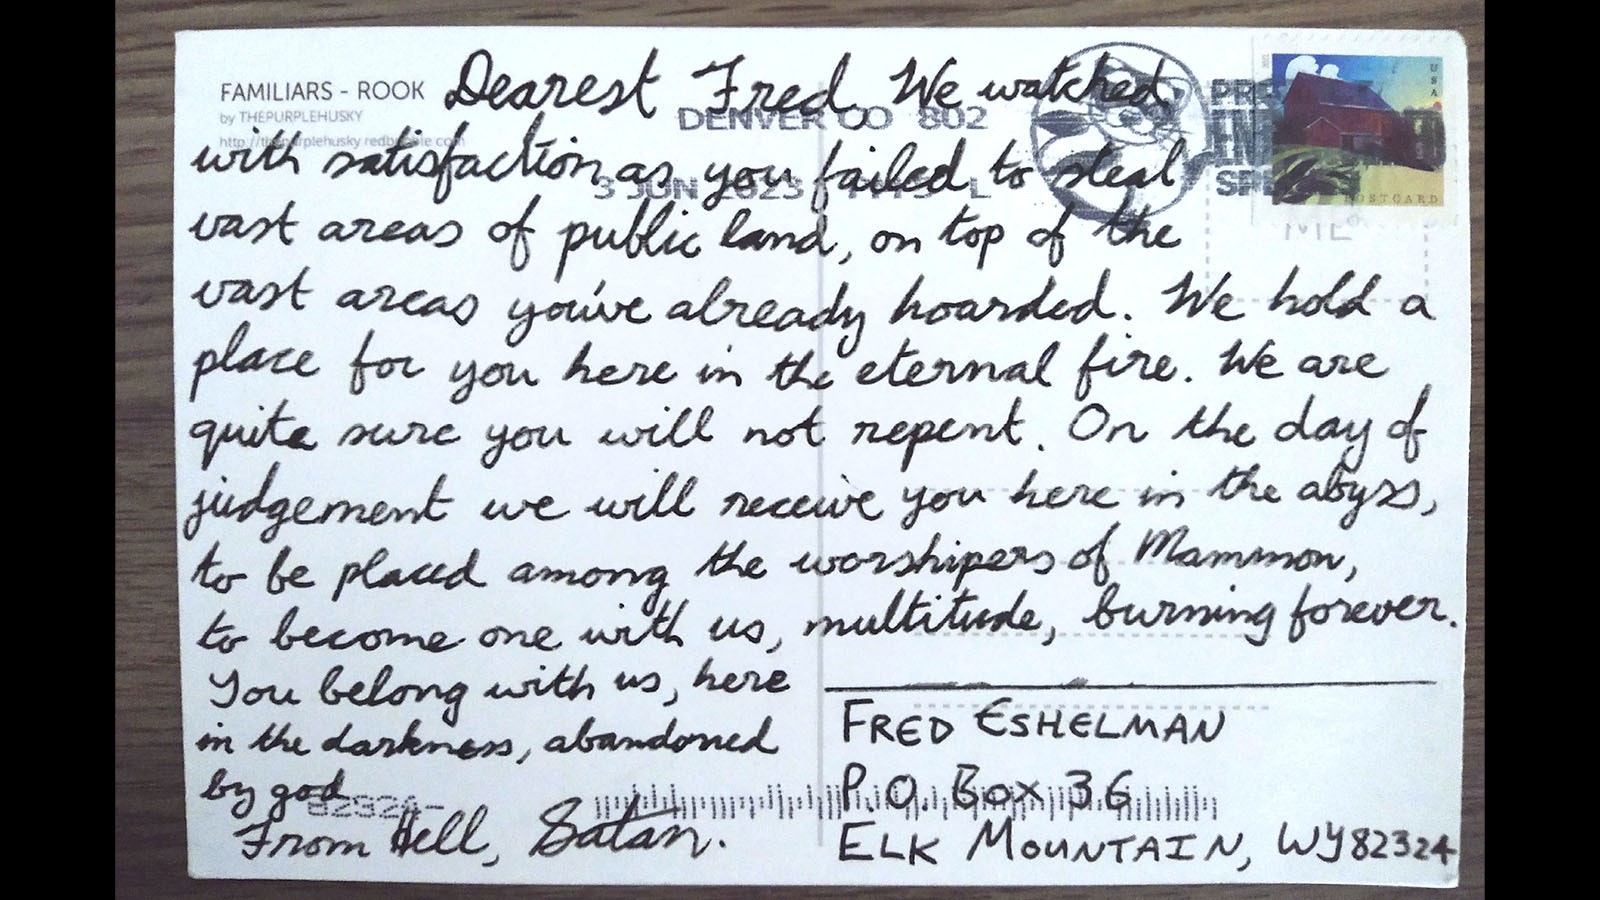 FAMILIARS - ROOK
by THEPURPLEHUSKY
http://thepurplehusky.redbubble.com
DENVER CO 802
3 JUN 2023
USA
POSTCARD
Dearest Fred, We watched
with satisfaction as you failed to steal
vast areas of public land, on top of the
vast areas you've already hoarded. We hold a
place for you here in the eternal fire. We are
quite sure you will not repent. On the day of
judgement we will receive you here in the abyss,
to be placed among the worshipers of Mammon,
to become one with us, multitude, burning forever.
You belong with us, here
in the darkness, abandoned
by god
From Hell, Satan.
FRED ESHELMAN
P.O. BOX 36
ELK MOUNTAIN, WY 82324
82324